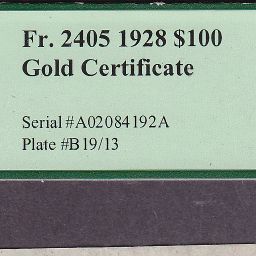 Fr. 2405 1928 $100
Gold Certificate
Serial #A02084192A
Plate #B19/13